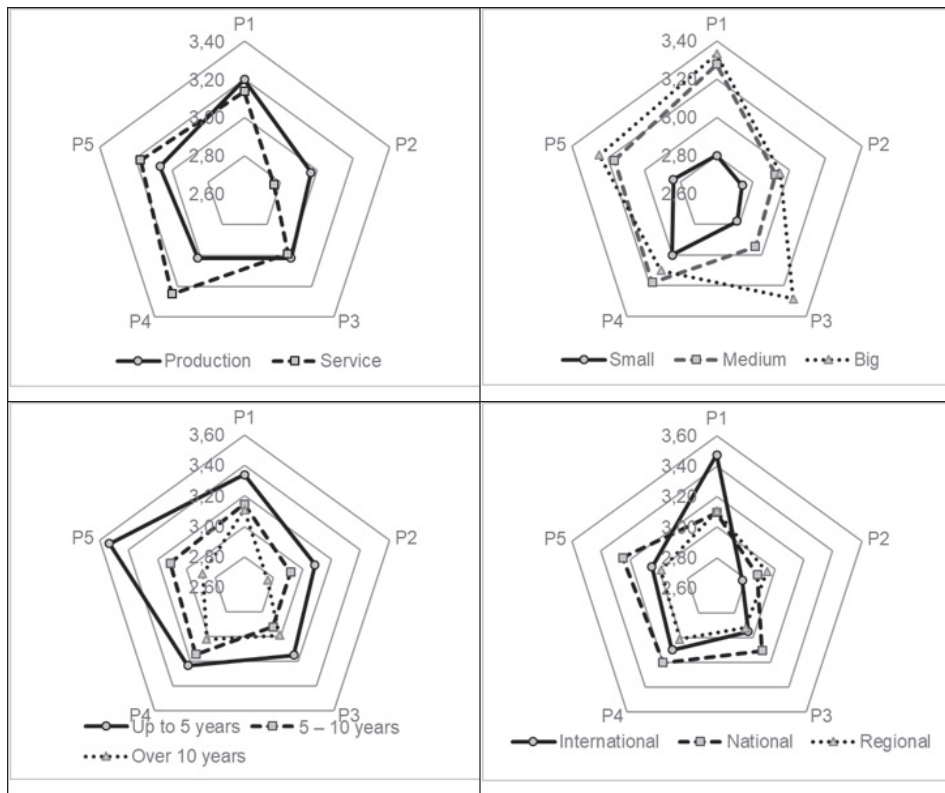 P1
3,40
3,20
3,00
2,80
2,60
P5
P2
P4
P3
Production Service
P1
3,40
3,20
3,00
2,80
2,60
P5
P2
P4
P3
Small Medium Big
P1
3,60
3,40
3,20
3,00
2,80
2,60
P5
P2
P4
P3
Up to 5 years 5 – 10 years
Over 10 years
P1
3,60
3,40
3,20
3,00
2,80
2,60
P5
P2
P4
P3
International National Regional